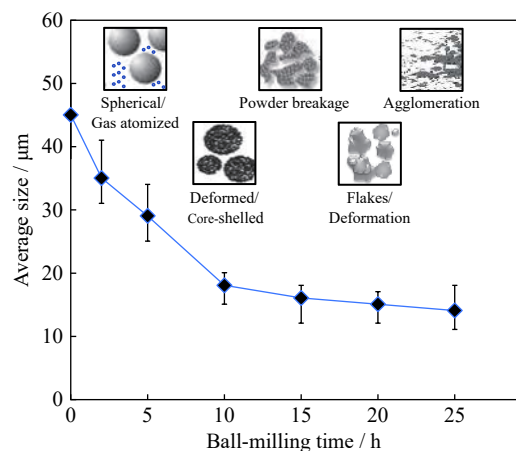 60
50
40
30
20
10
0
Average size / μm
Spherical/
Gas atomized
Powder breakage
Agglomeration
Deformed/
Core-shelled
Flakes/
Deformation
0
5
10
15
20
25
Ball-milling time / h